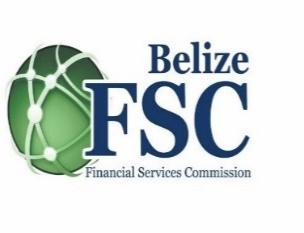 Belize
FSC
Financial Services Commission